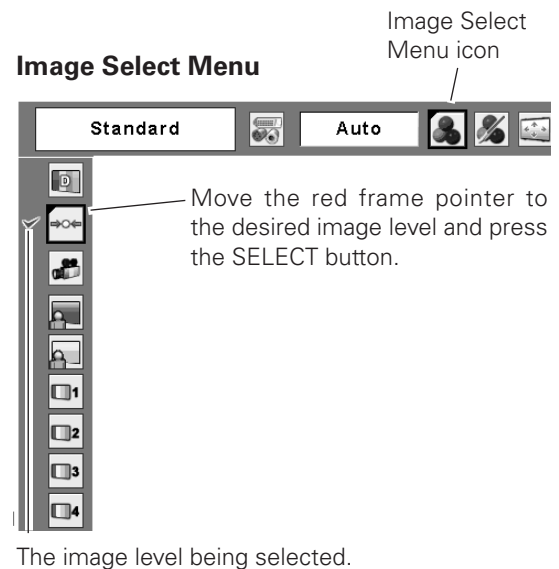 Image Select
Menu icon
Image Select Menu
Standard
Auto
D
Move the red frame pointer to
the desired image level and press
the SELECT button.
1
2
3
4
The image level being selected.